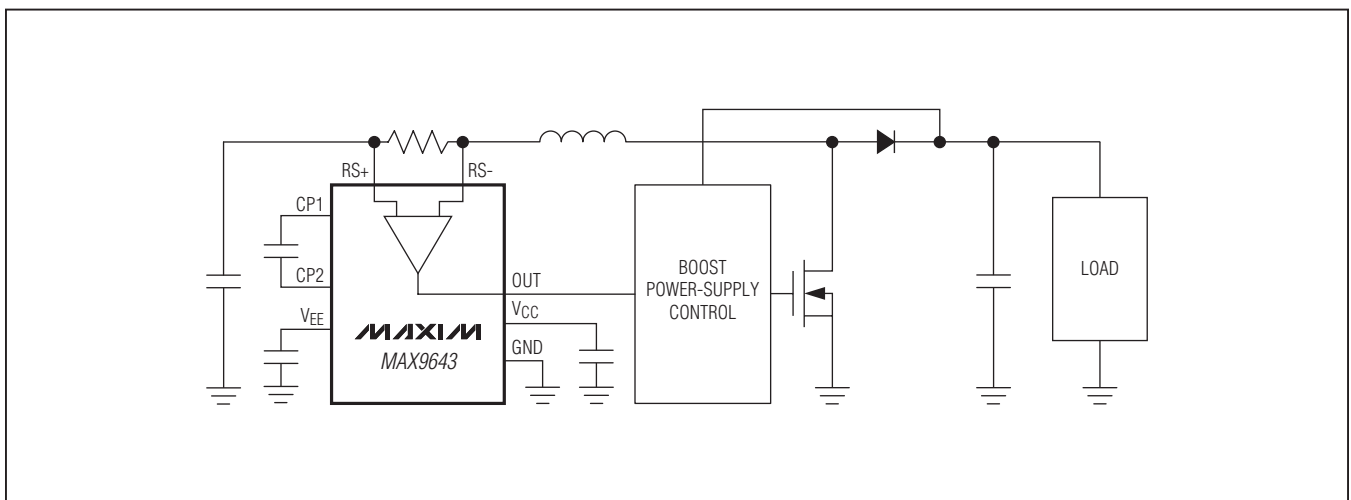 RS+
RS-
CP1
CP2
VEE
MAXIM
MAX9643
OUT
VCC
GND
BOOST
POWER-SUPPLY
CONTROL
LOAD